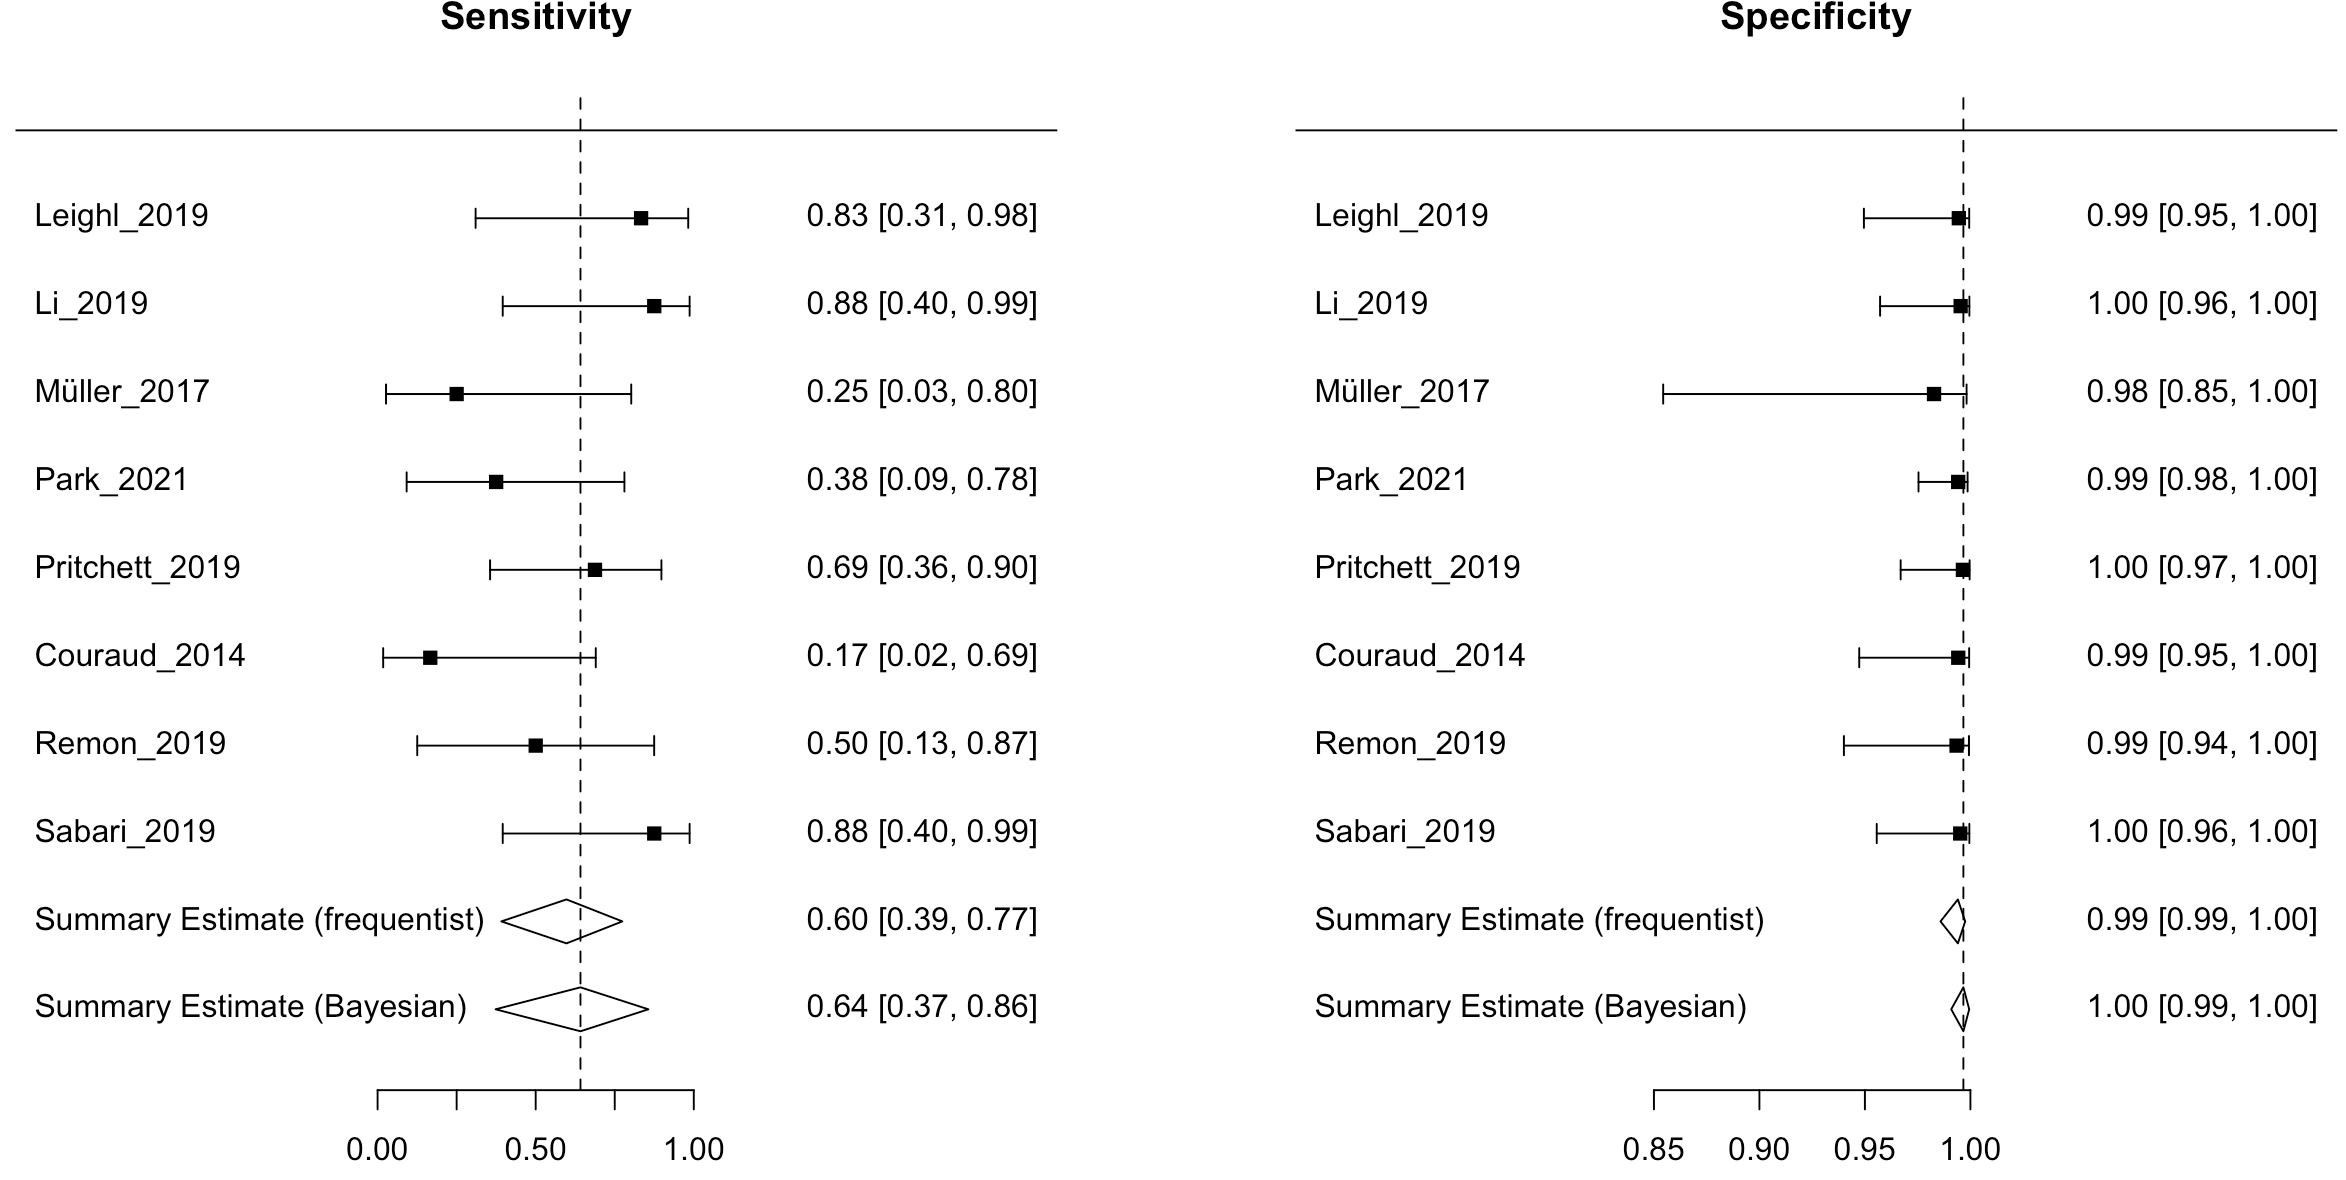 Sensitivity
Leighl_2019 0.83 [0.31, 0.98]
Li_2019 0.88 [0.40, 0.99]
Müller_2017 0.25 [0.03, 0.80]
Park_2021 0.38 [0.09, 0.78]
Pritchett_2019 0.69 [0.36, 0.90]
Couraud_2014 0.17 [0.02, 0.69]
Remon_2019 0.50 [0.13, 0.87]
Sabari_2019 0.88 [0.40, 0.99]
Summary Estimate (frequentist) 0.60 [0.39, 0.77]
Summary Estimate (Bayesian) 0.64 [0.37, 0.86]
0.00 0.50 1.00
Specificity
Leighl_2019 0.99 [0.95, 1.00]
Li_2019 1.00 [0.96, 1.00]
Müller_2017 0.98 [0.85, 1.00]
Park_2021 0.99 [0.98, 1.00]
Pritchett_2019 1.00 [0.97, 1.00]
Couraud_2014 0.99 [0.95, 1.00]
Remon_2019 0.99 [0.94, 1.00]
Sabari_2019 1.00 [0.96, 1.00]
Summary Estimate (frequentist) 0.99 [0.99, 1.00]
Summary Estimate (Bayesian) 1.00 [0.99, 1.00]
0.85 0.90 0.95 1.00